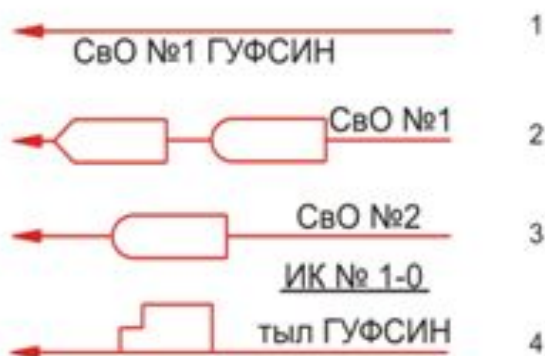 1
СвО №1 ГУФСИН
СвО №1 2
СвО №2 3
ИК № 1-0
тыл ГУФСИН 4